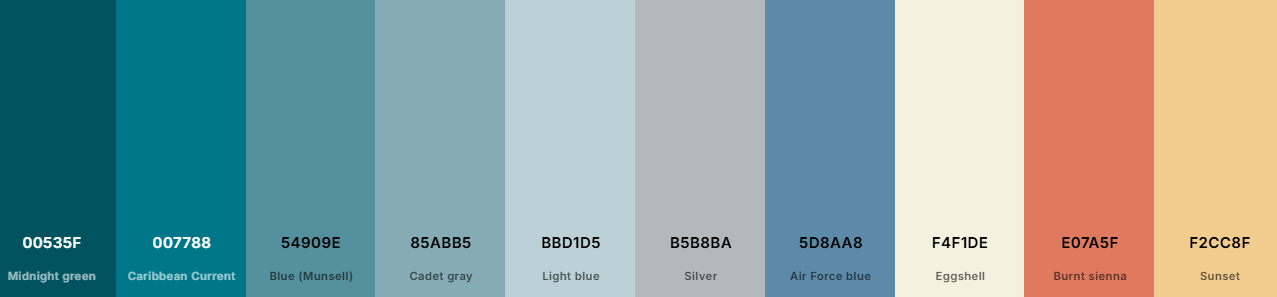 00535F
Midnight green
007788
Caribbean Current
54909E
Blue (Munsell)
85ABB5
Cadet gray
BBD1D5
Light blue
B5B8BA
Silver
5D8AA8
Air Force blue
F4F1DE
Eggshell
E07A5F
Burnt sienna
F2CC8F
Sunset